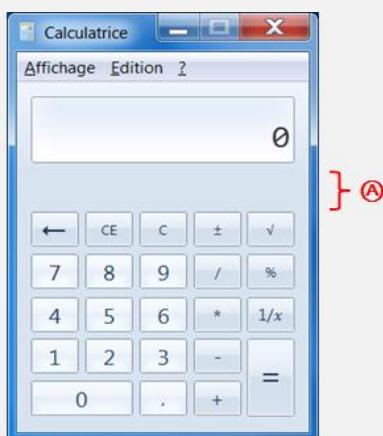 Calculatrice
Affichage Edition ?
0
Ⓐ
← CE C ± √
7 8 9 / %
4 5 6 * 1/x
1 2 3 - =
0 . +